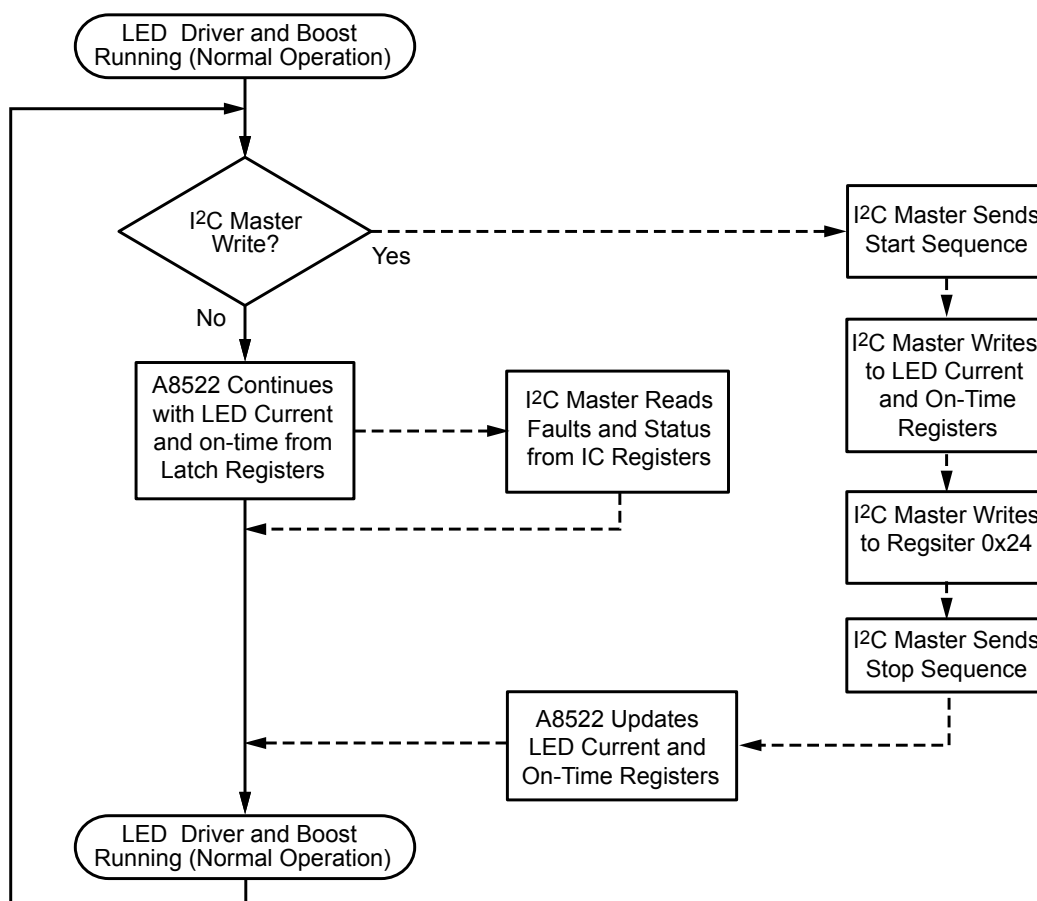 LED Driver and Boost
Running (Normal Operation)
I2C Master
Write?
Yes
No
I2C Master Sends
Start Sequence
I2C Master Writes
to LED Current
and On-Time
Registers
A8522 Continues
with LED Current
and on-time from
Latch Registers
I2C Master Reads
Faults and Status
from IC Registers
I2C Master Writes
to Regsiter 0x24
I2C Master Sends
Stop Sequence
A8522 Updates
LED Current and
On-Time Registers
LED Driver and Boost
Running (Normal Operation)